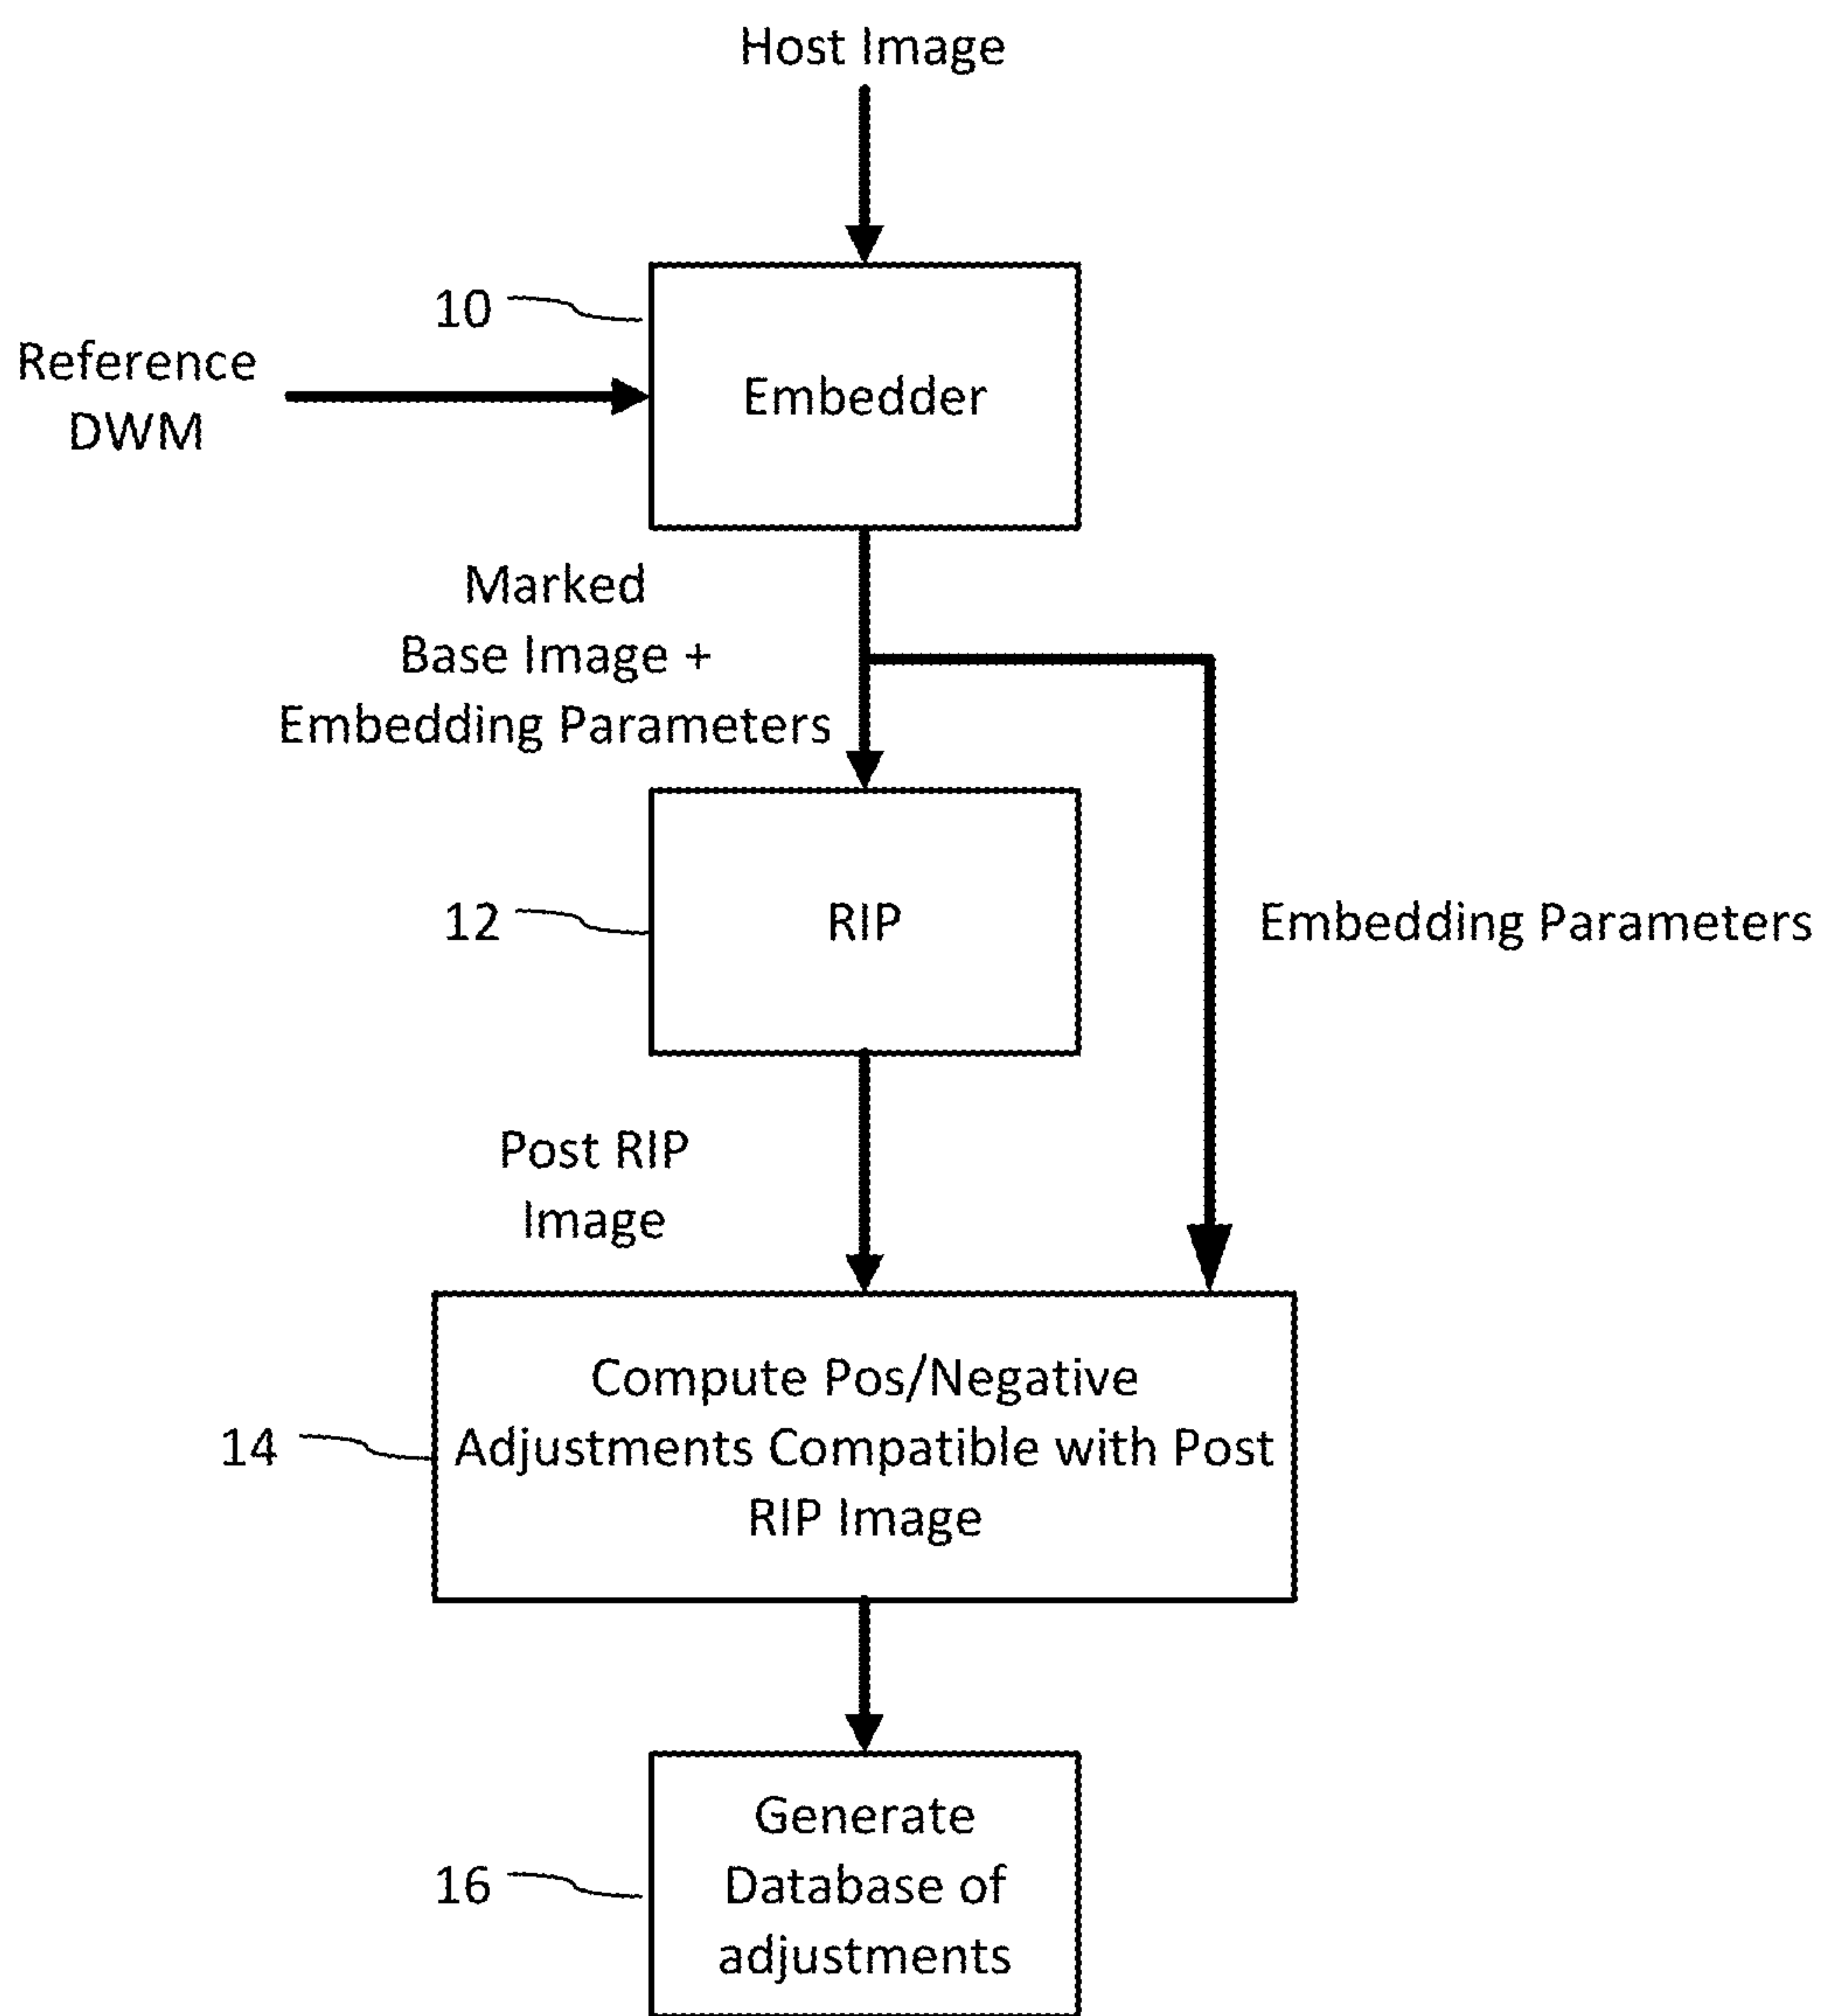 Host Image
10
Reference
DWM
Embedder
Marked
Base Image +
Embedding Parameters
12
RIP
Embedding Parameters
Post RIP
Image
Compute Pos/Negative
14
Adjustments Compatible with Post
RIP Image
Generate
16
Database of
adjustments